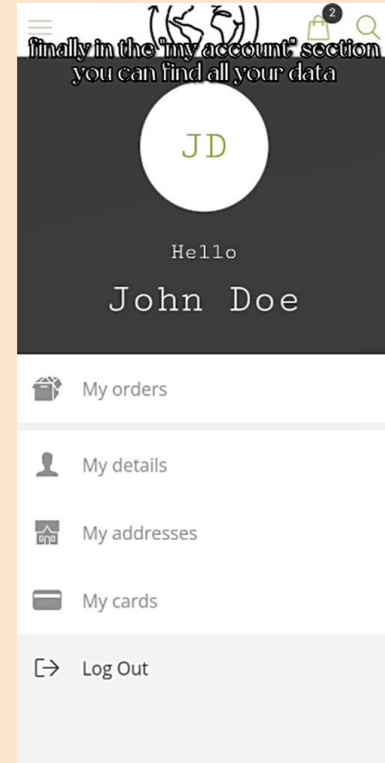 2
finally in the "my account" section
you can find all your data
JD
Hello
John Doe
My orders
My details
My addresses
My cards
Log Out